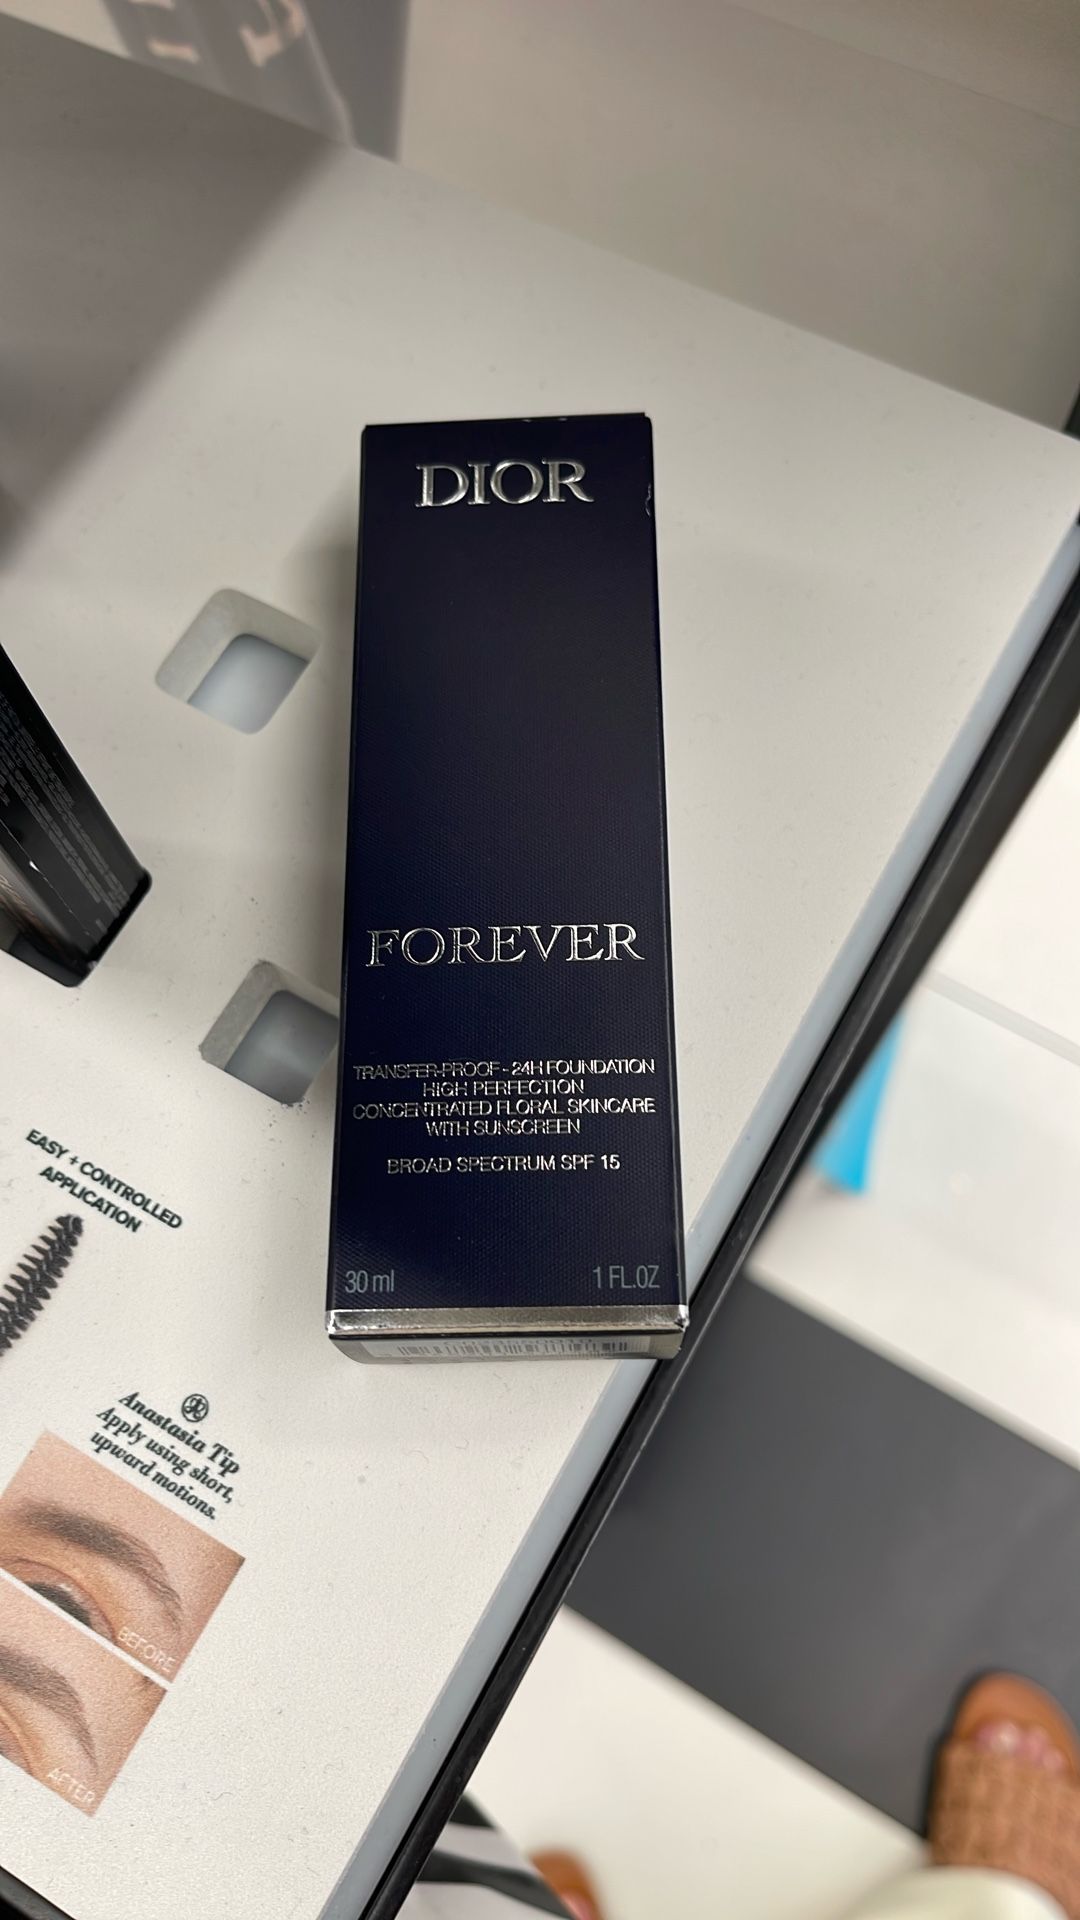 DIOR
FOREVER
TRANSFER-PROOF - 24H FOUNDATION
HIGH PERFECTION
CONCENTRATED FLORAL SKINCARE
WITH SUNSCREEN
BROAD SPECTRUM SPF 15
30 ml
1 FL.OZ
EASY + CONTROLLED
APPLICATION
Anastasia Tip
Apply using short,
upward motions.
BEFORE
AFTER